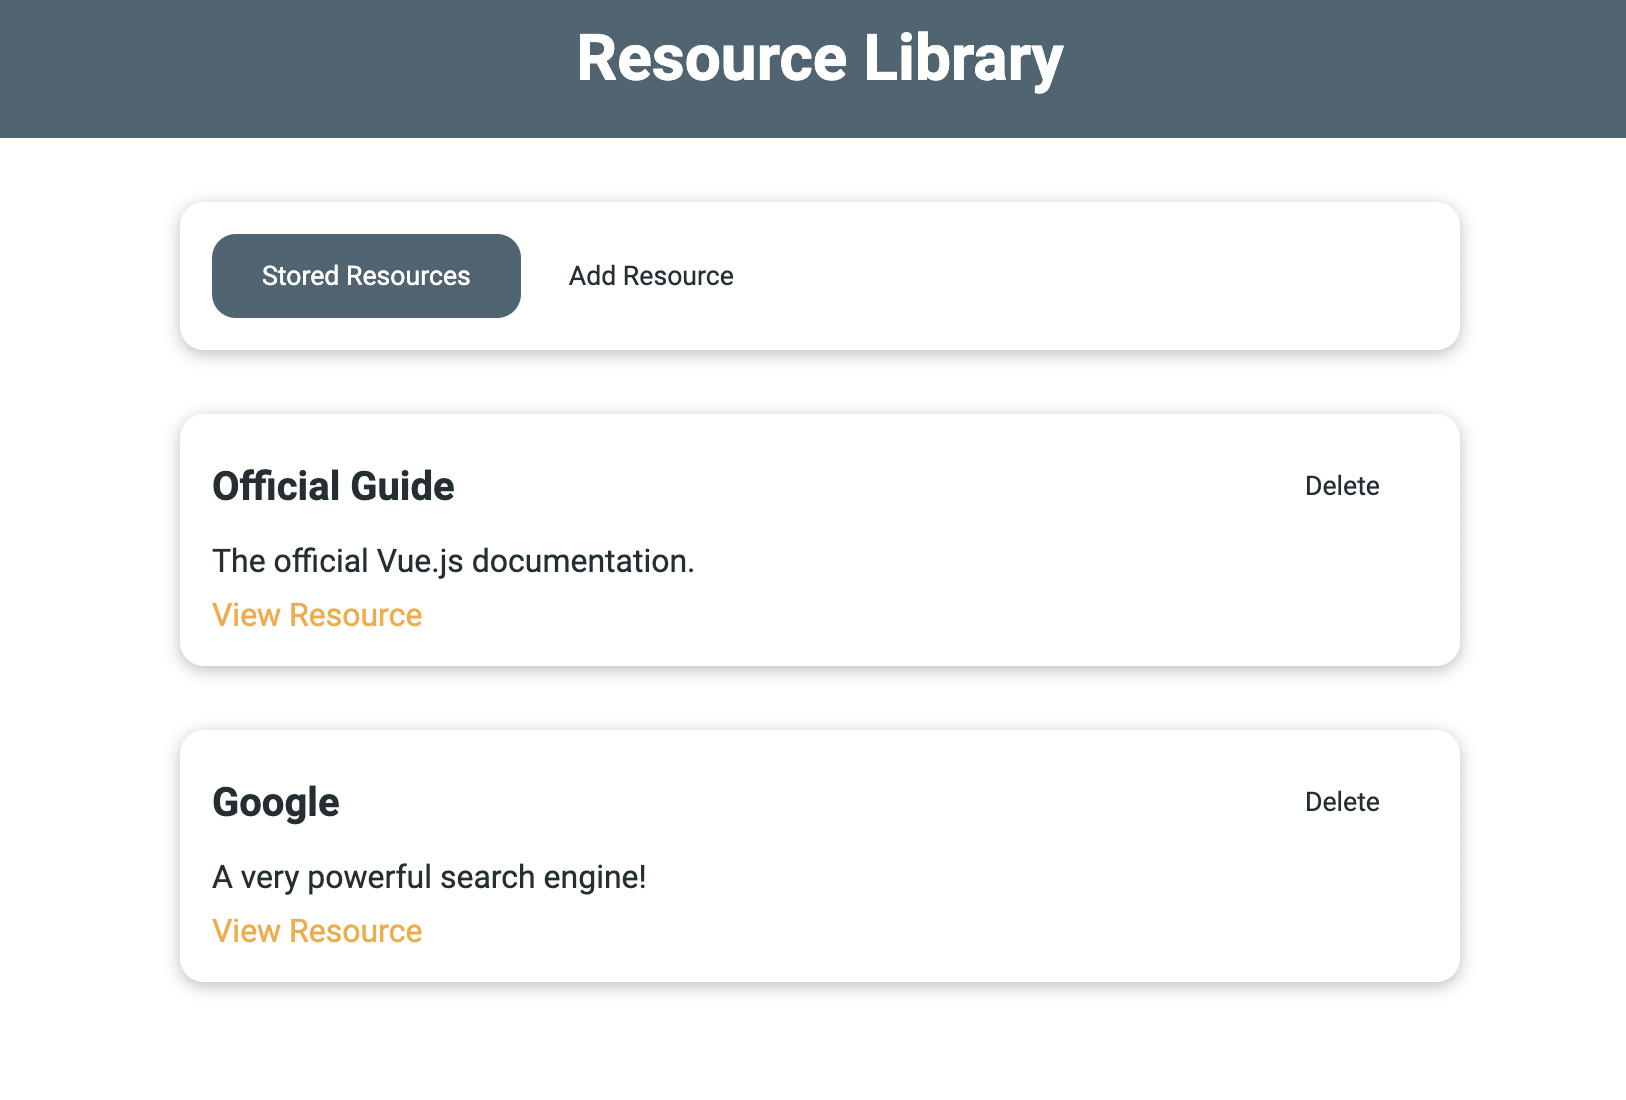 Resource Library
Stored Resources Add Resource
Official Guide Delete
The official Vue.js documentation.
View Resource
Google Delete
A very powerful search engine!
View Resource